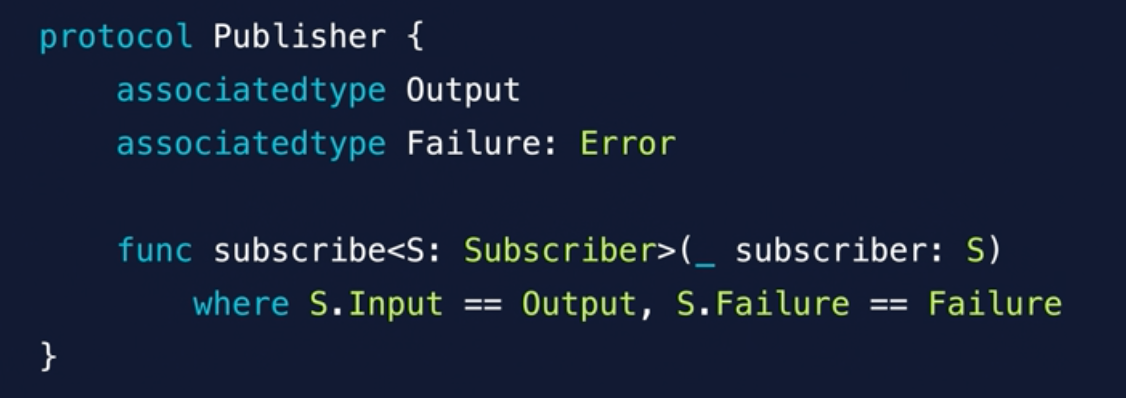 protocol Publisher {
    associatedtype Output
    associatedtype Failure: Error

    func subscribe<S: Subscriber>(_ subscriber: S)
        where S.Input == Output, S.Failure == Failure
}